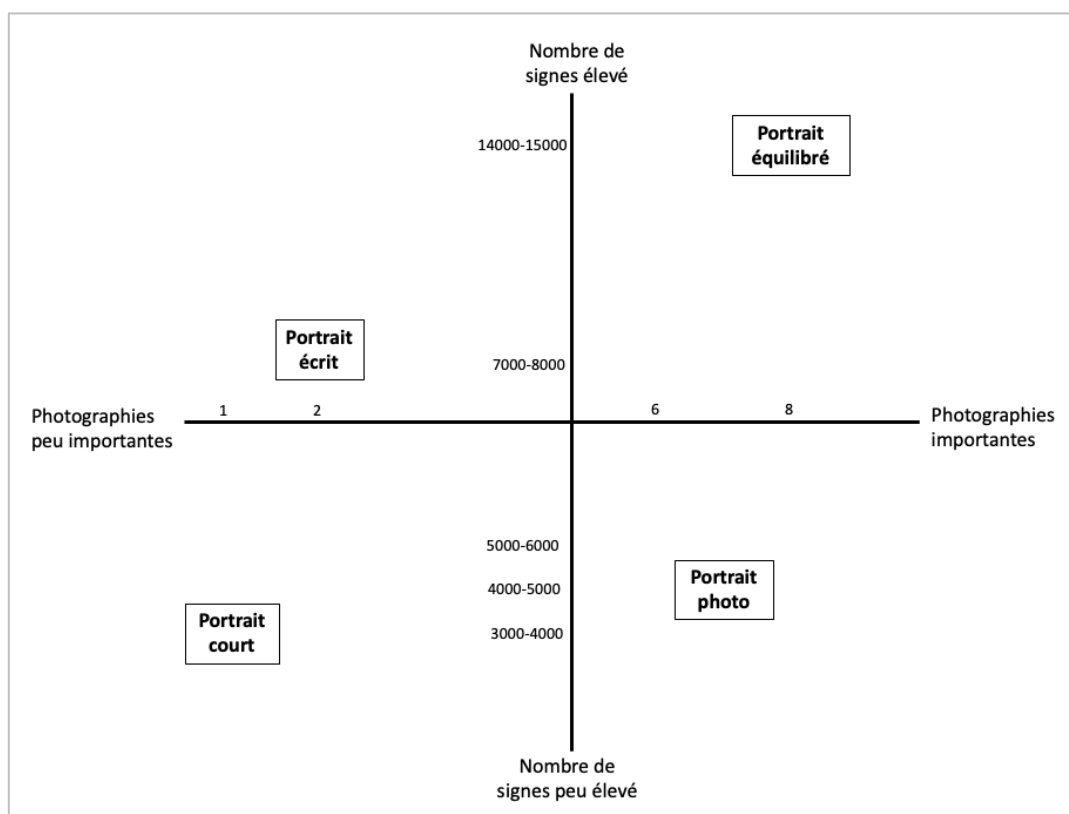 Nombre de
signes élevé
14000-15000
Portrait
équilibré
Portrait
écrit
7000-8000
Photographies
peu importantes
1
2
6
8
Photographies
importantes
5000-6000
4000-5000
3000-4000
Portrait
photo
Portrait
court
Nombre de
signes peu élevé